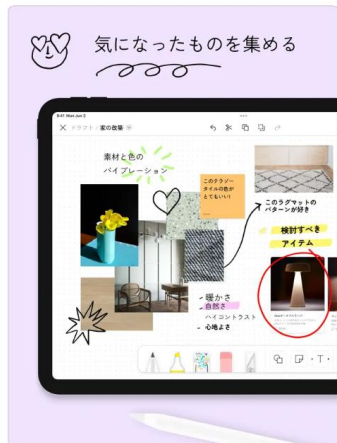 気になったものを集める
9:41 Mon Jun 2
ドラフト / 家の改築
素材と色の
バイブレーション
このテラゾー
タイルの色が
とてもいい!
このラグマットの
パターンが好き
検討すべき
アイテム
- 暖かさ
- 自然さ
- ハイコントラスト
- 心地よさ
T